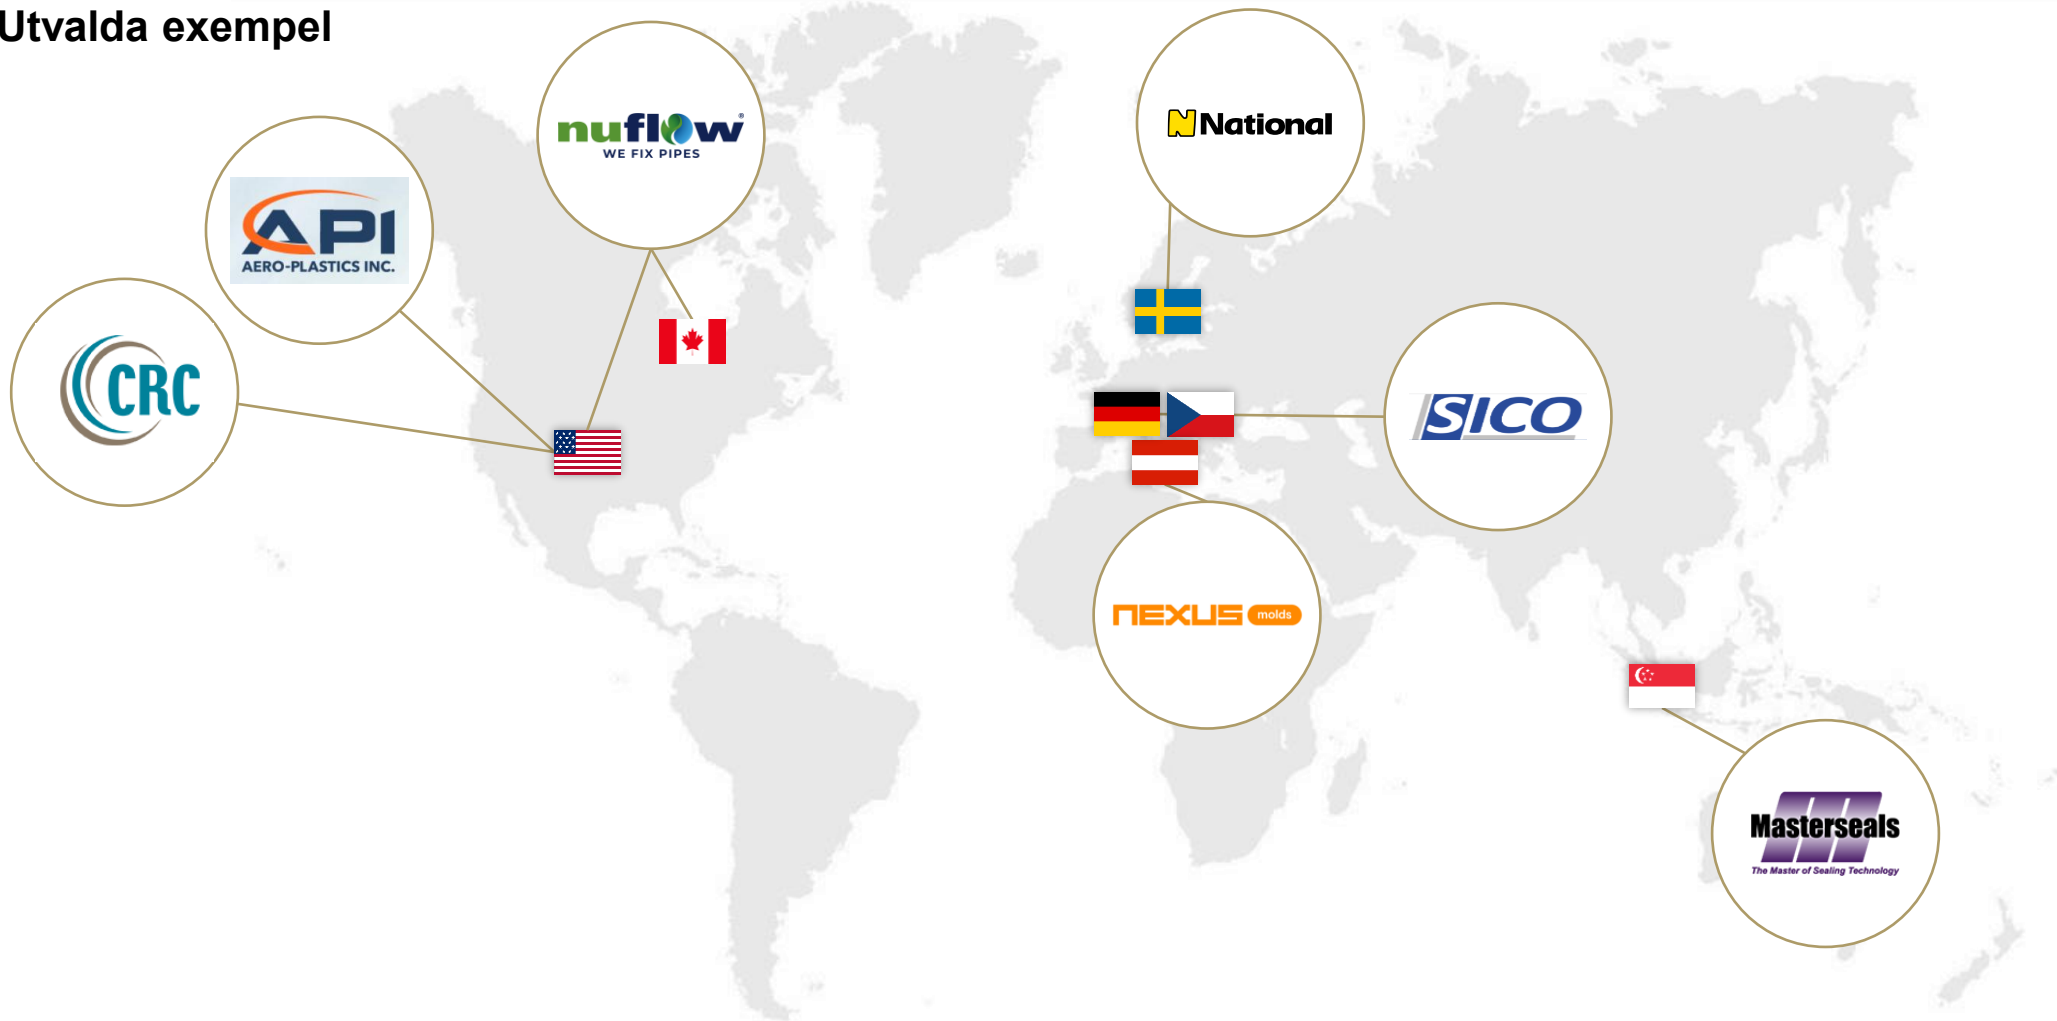 Utvalda exempel
nuflow®
WE FIX PIPES
N National
API
AERO-PLASTICS INC.
CRC
SICO
nexus molds
Masterseals
The Master of Sealing Technology